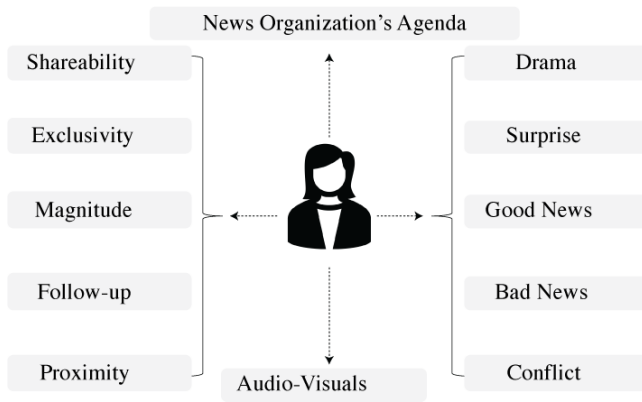 News Organization's Agenda
Shareability
Drama
Exclusivity
Surprise
Magnitude
Good News
Follow-up
Bad News
Proximity
Conflict
Audio-Visuals